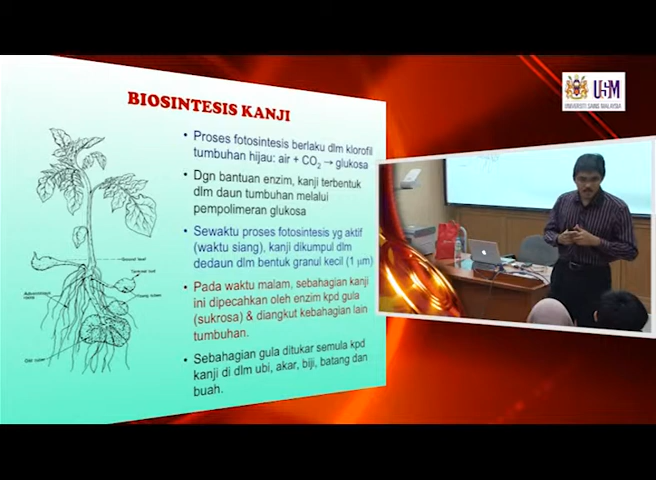 BIOSINTESIS KANJI
• Proses fotosintesis berlaku dlm klorofil
tumbuhan hijau: air + CO₂ → glukosa
• Dgn bantuan enzim, kanji terbentuk
dlm daun tumbuhan melalui
pempolimeran glukosa
• Sewaktu proses fotosintesis yg aktif
(waktu siang), kanji dikumpul dlm
dedaun dlm bentuk granul kecil (1 μm)
• Pada waktu malam, sebahagian kanji
ini dipecahkan oleh enzim kpd gula
(sukrosa) & diangkut kebahagian lain
tumbuhan.
• Sebahagian gula ditukar semula kpd
kanji di dlm ubi, akar, biji, batang dan
buah.
Ground level
USM
UNIVERSITI SAINS MALAYSIA